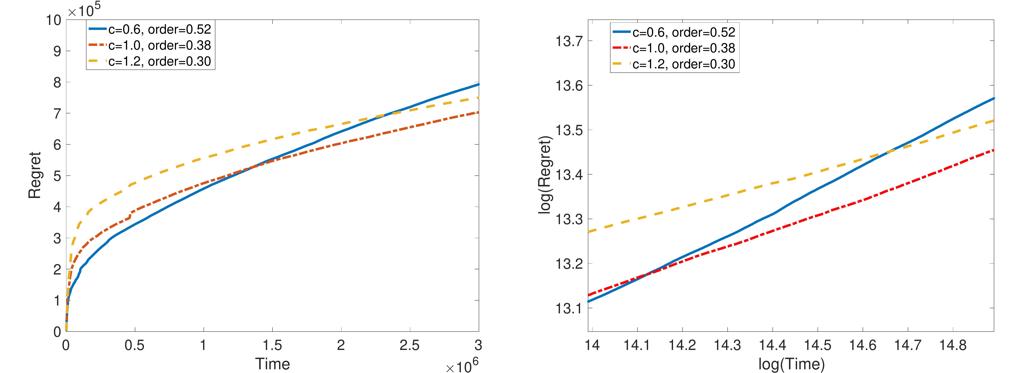 ×10⁵
10
9
8
7
6
5
4
3
2
1
0
Regret
c=0.6, order=0.52
c=1.0, order=0.38
c=1.2, order=0.30
0 0.5 1 1.5 2 2.5 3
Time
×10⁶
13.7
13.6
13.5
13.4
13.3
13.2
13.1
log(Regret)
c=0.6, order=0.52
c=1.0, order=0.38
c=1.2, order=0.30
14 14.1 14.2 14.3 14.4 14.5 14.6 14.7 14.8
log(Time)